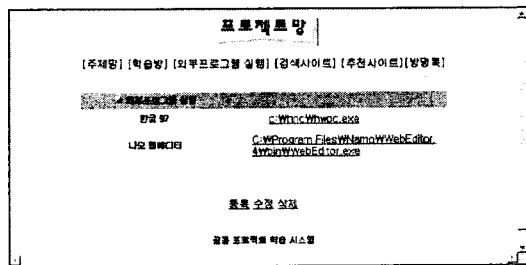 프로젝트망
[주제망] [학습방] [외부프로그램 실행] [검색사이트] [추천사이트][방명록]
외부프로그램 실행
한글 97 c:\hnc\hwpc.exe
나모 웹에디터 C:\Program Files\Namo\WebEditor
4\bin\WebEditor.exe
등록 수정 삭제
공동 프로젝트 학습 시스템